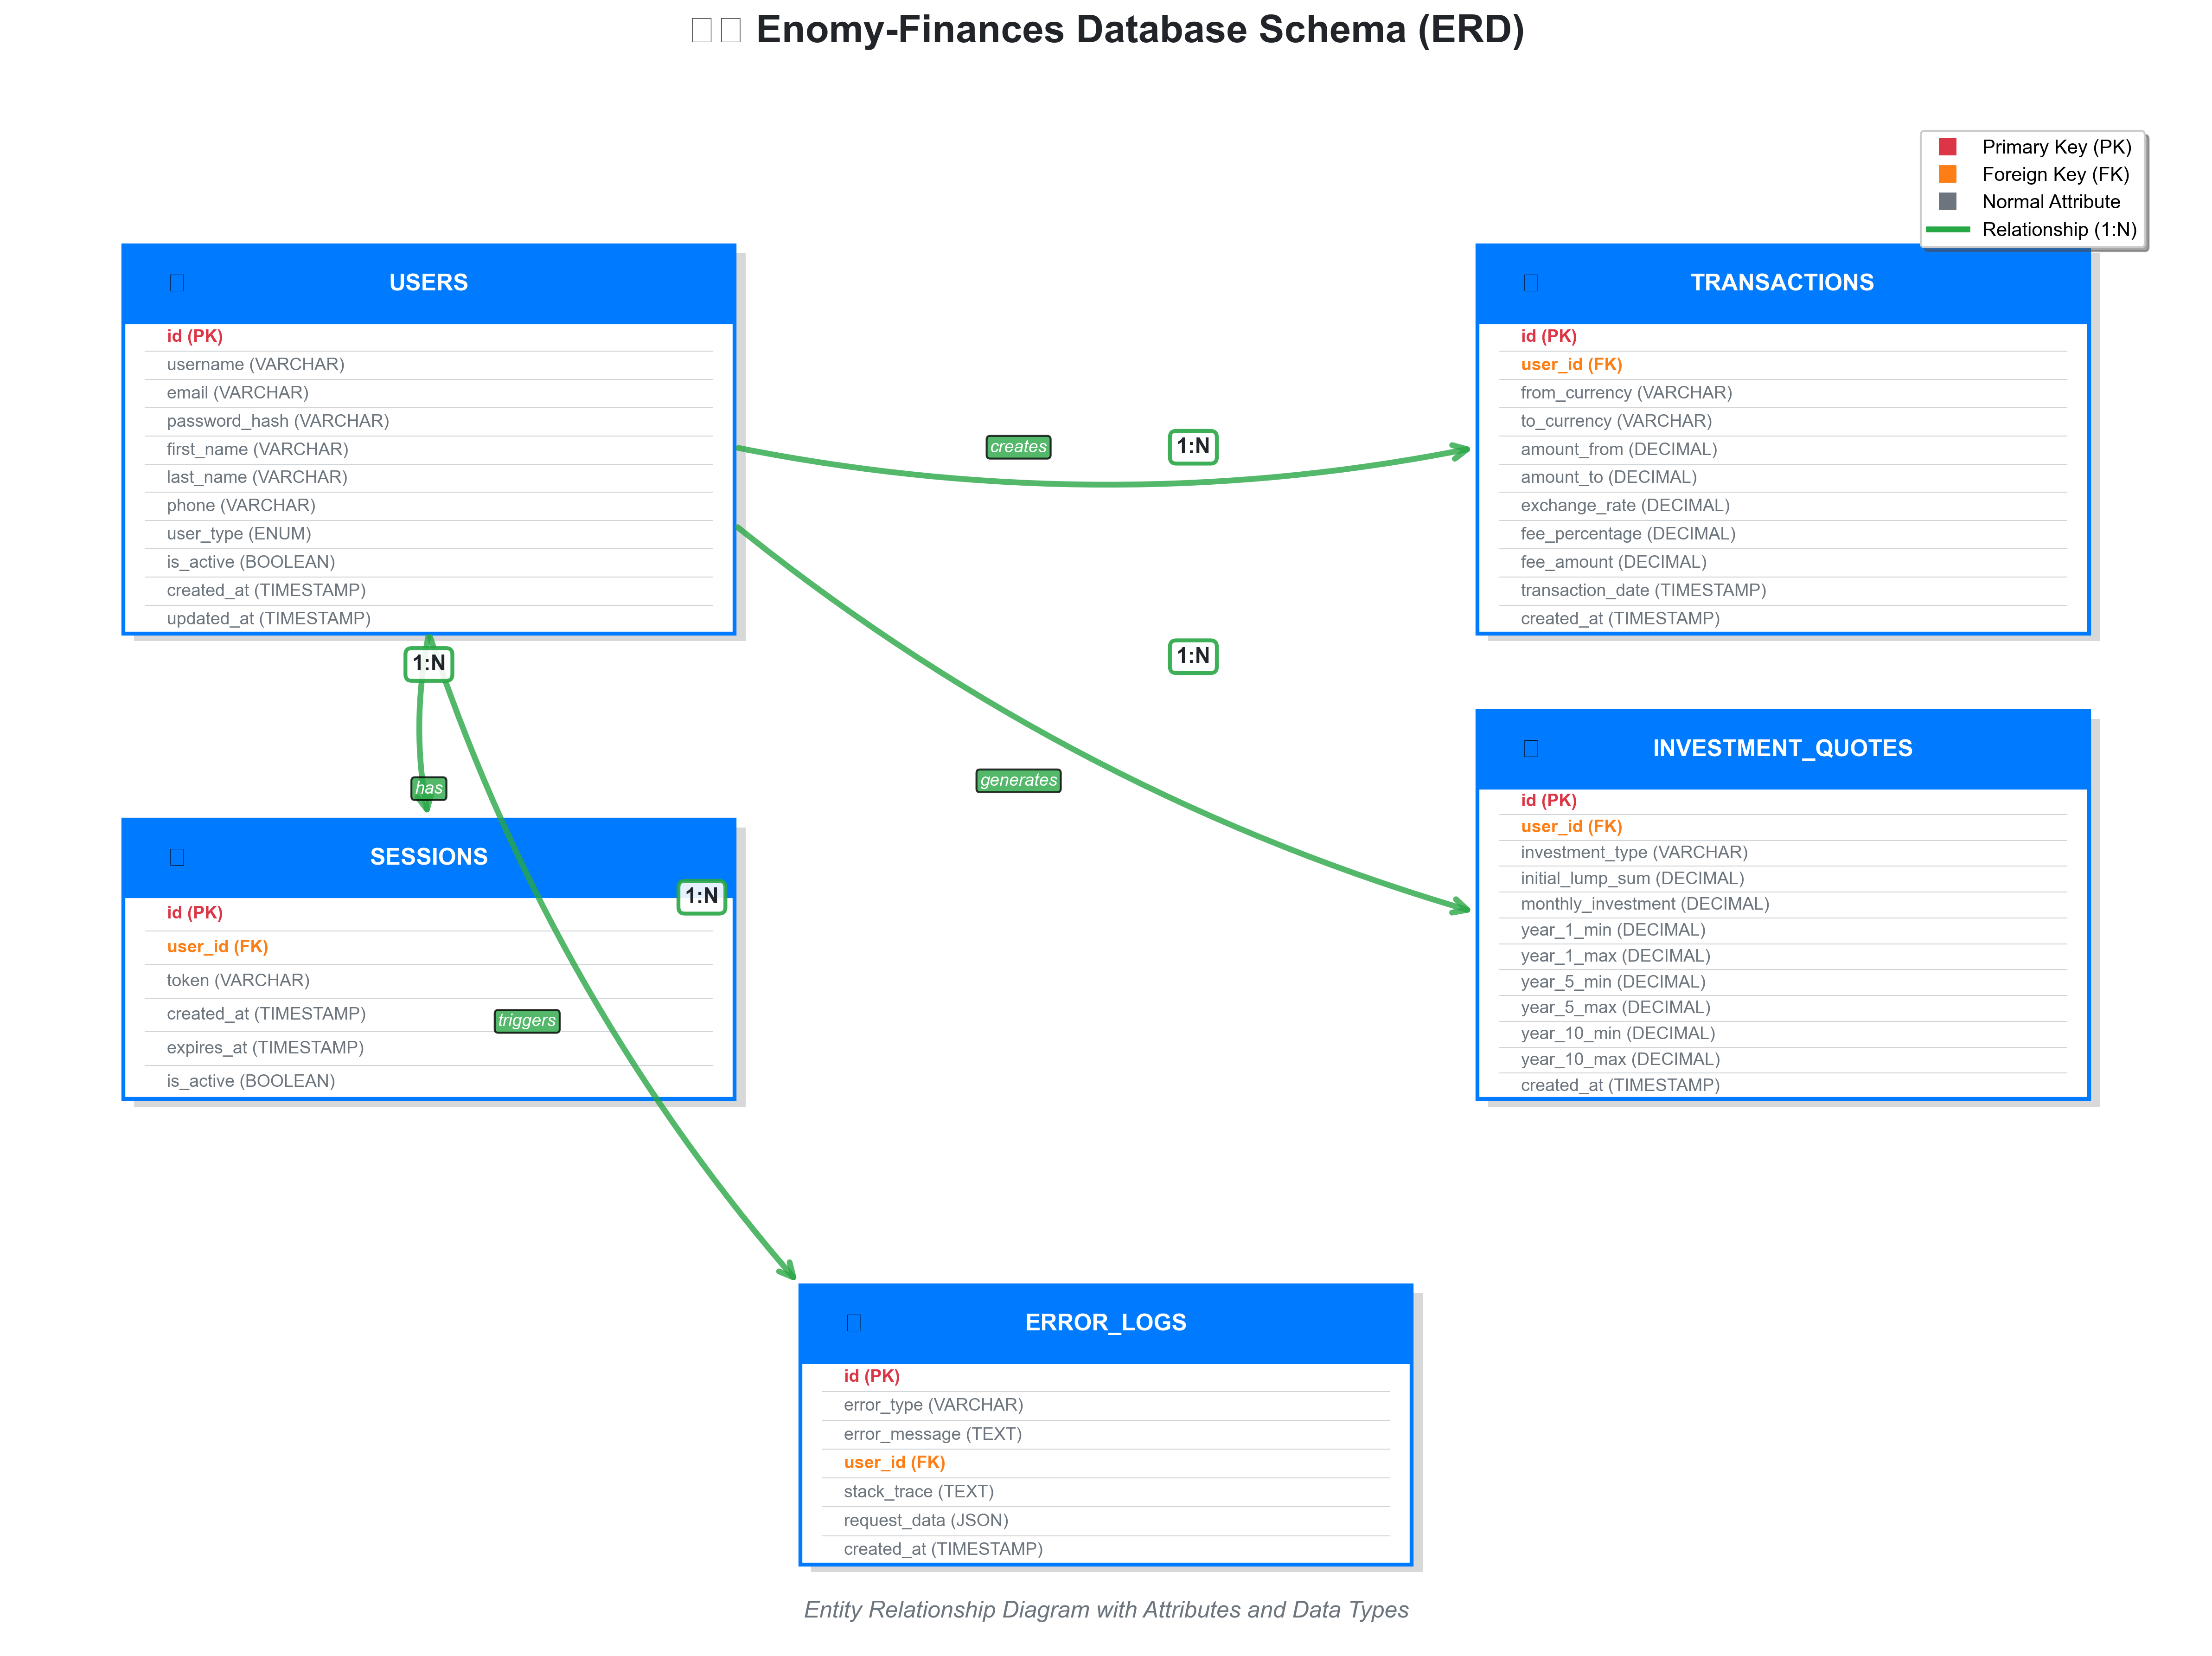 Enomy-Finances Database Schema (ERD)
Primary Key (PK)
Foreign Key (FK)
Normal Attribute
Relationship (1:N)
USERS
id (PK)
username (VARCHAR)
email (VARCHAR)
password_hash (VARCHAR)
first_name (VARCHAR)
last_name (VARCHAR)
phone (VARCHAR)
user_type (ENUM)
is_active (BOOLEAN)
created_at (TIMESTAMP)
updated_at (TIMESTAMP)
creates
1:N
TRANSACTIONS
id (PK)
user_id (FK)
from_currency (VARCHAR)
to_currency (VARCHAR)
amount_from (DECIMAL)
amount_to (DECIMAL)
exchange_rate (DECIMAL)
fee_percentage (DECIMAL)
fee_amount (DECIMAL)
transaction_date (TIMESTAMP)
created_at (TIMESTAMP)
1:N
has
1:N
generates
SESSIONS
1:N
id (PK)
user_id (FK)
token (VARCHAR)
created_at (TIMESTAMP)
triggers
expires_at (TIMESTAMP)
is_active (BOOLEAN)
INVESTMENT_QUOTES
id (PK)
user_id (FK)
investment_type (VARCHAR)
initial_lump_sum (DECIMAL)
monthly_investment (DECIMAL)
year_1_min (DECIMAL)
year_1_max (DECIMAL)
year_5_min (DECIMAL)
year_5_max (DECIMAL)
year_10_min (DECIMAL)
year_10_max (DECIMAL)
created_at (TIMESTAMP)
ERROR_LOGS
id (PK)
error_type (VARCHAR)
error_message (TEXT)
user_id (FK)
stack_trace (TEXT)
request_data (JSON)
created_at (TIMESTAMP)
Entity Relationship Diagram with Attributes and Data Types